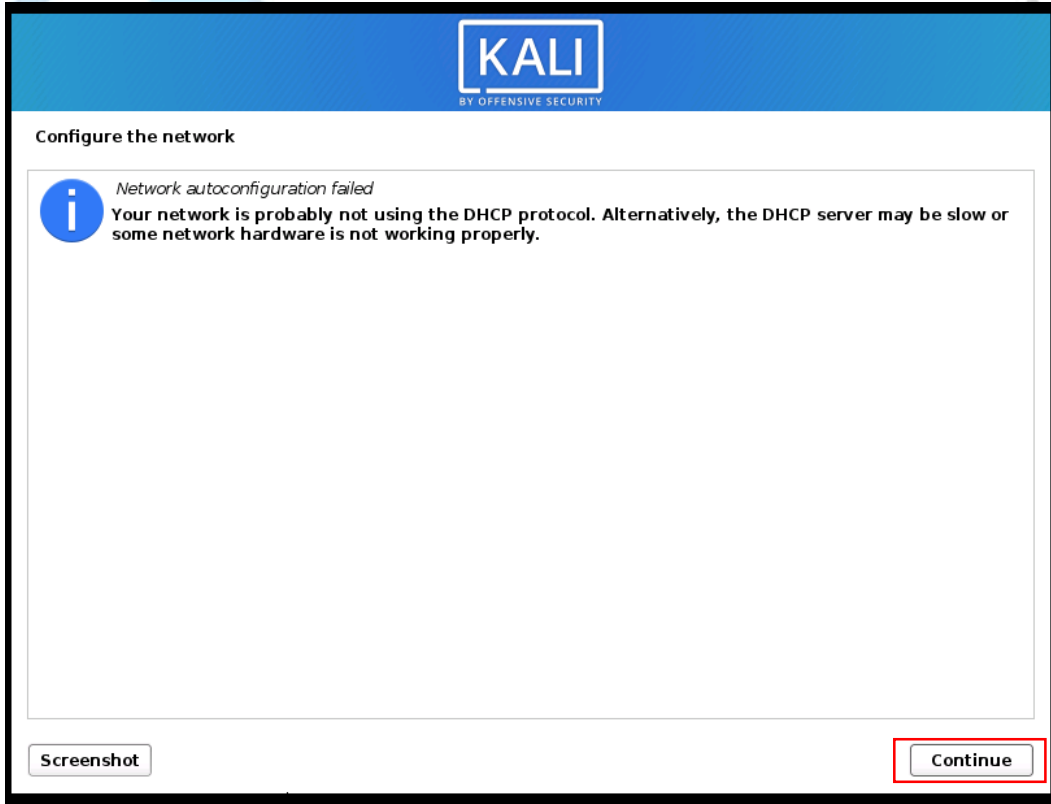 KALI
BY OFFENSIVE SECURITY
Configure the network
Network autoconfiguration failed
Your network is probably not using the DHCP protocol. Alternatively, the DHCP server may be slow or
some network hardware is not working properly.
Screenshot
Continue